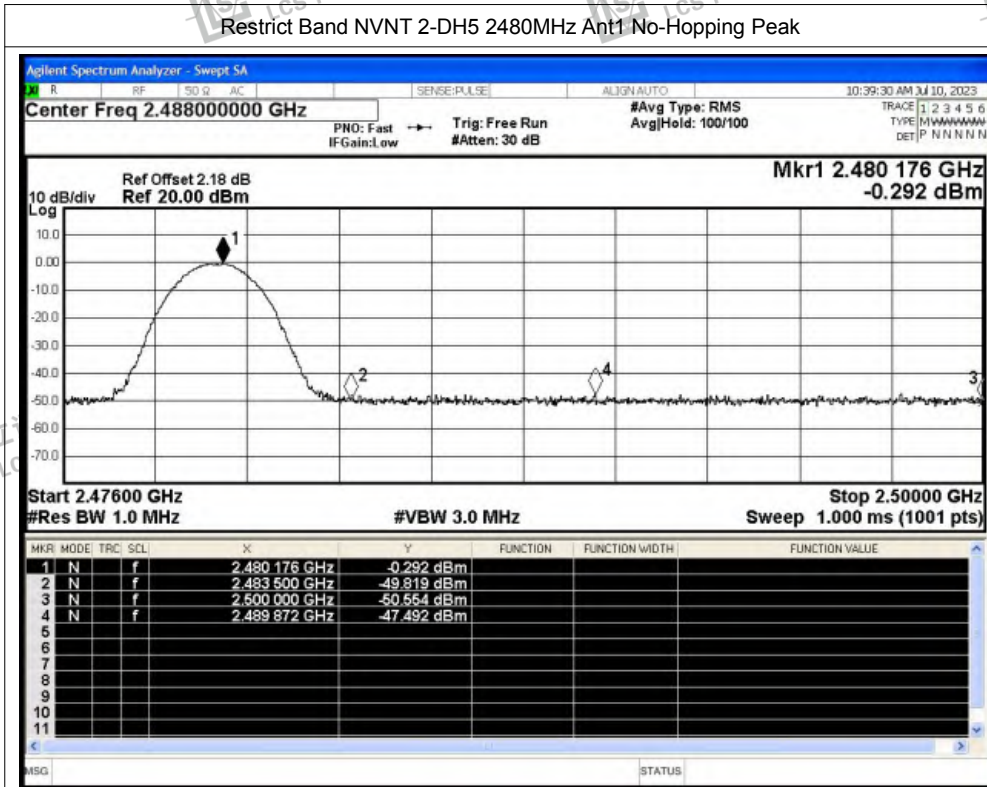 Restrict Band NVNT 2-DH5 2480MHz Ant1 No-Hopping Peak
Agilent Spectrum Analyzer - Swept SA
R RF 50 Ω AC SENSE:PULSE ALIGN AUTO 10:39:30 AM Jul 10, 2023
Center Freq 2.488000000 GHz #Avg Type: RMS TRACE 1 2 3 4 5 6
PNO: Fast Trig: Free Run Avg|Hold: 100/100 TYPE M
IFGain:Low #Atten: 30 dB DET P N N N N N
Mkr1 2.480 176 GHz
Ref Offset 2.18 dB -0.292 dBm
10 dB/div Ref 20.00 dBm
Log
10.0
1
0.00
-10.0
-20.0
-30.0
-40.0
2 4 3
-50.0
-60.0
-70.0
Start 2.47600 GHz Stop 2.50000 GHz
#Res BW 1.0 MHz #VBW 3.0 MHz Sweep 1.000 ms (1001 pts)
MKR MODE TRC SCL X Y FUNCTION FUNCTION WIDTH FUNCTION VALUE
1 N f 2.480 176 GHz -0.292 dBm
2 N f 2.483 500 GHz -49.819 dBm
3 N f 2.500 000 GHz -50.554 dBm
4 N f 2.489 872 GHz -47.492 dBm
5
6
7
8
9
10
11
MSG STATUS